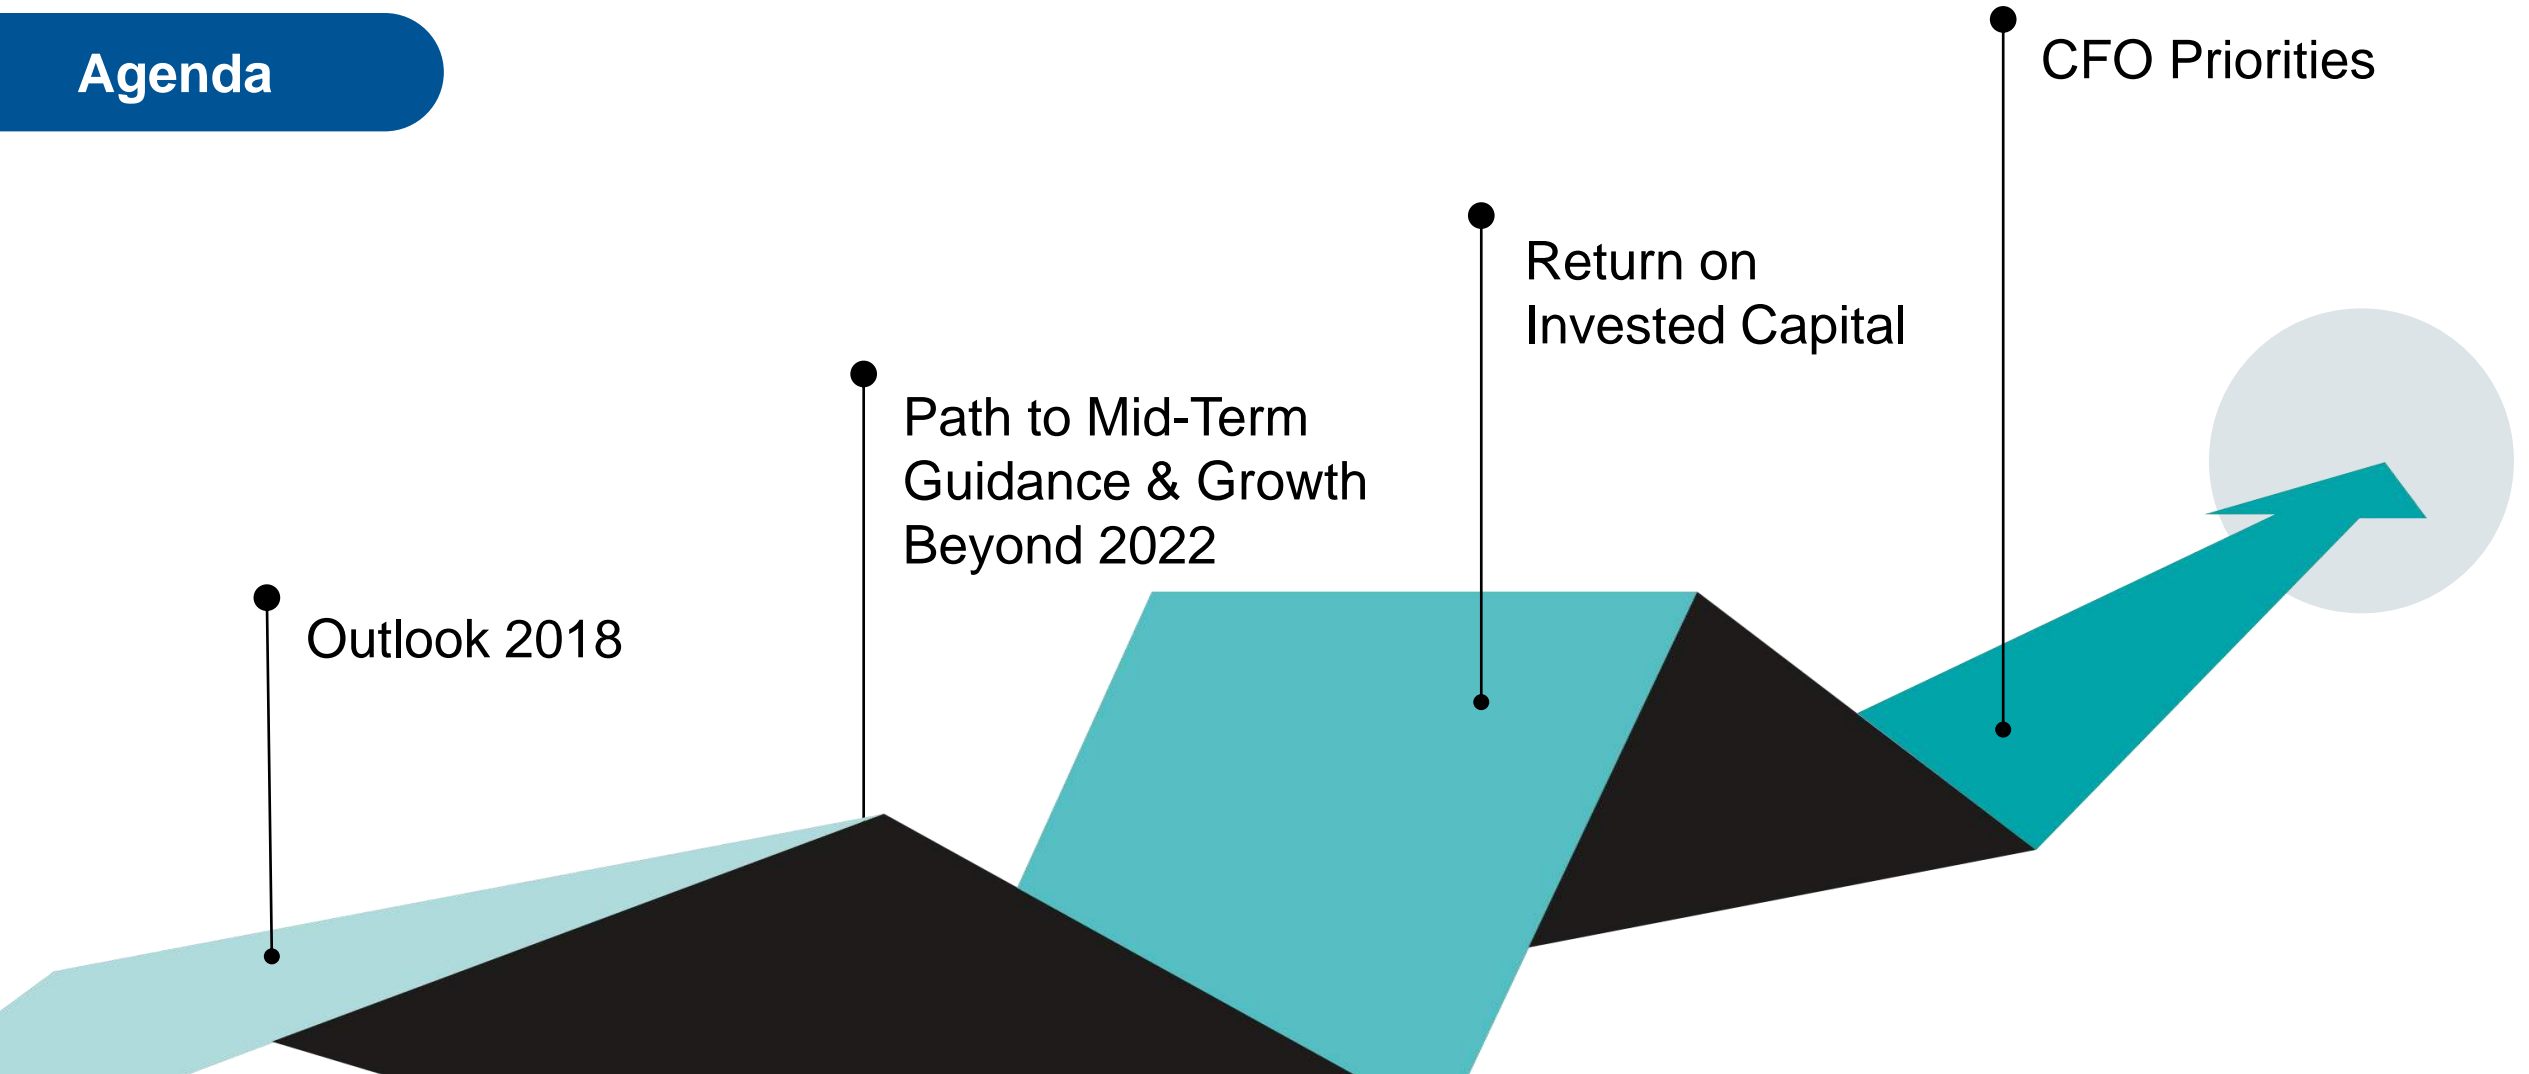 Agenda
Outlook 2018
Path to Mid-Term
Guidance & Growth
Beyond 2022
Return on
Invested Capital
CFO Priorities